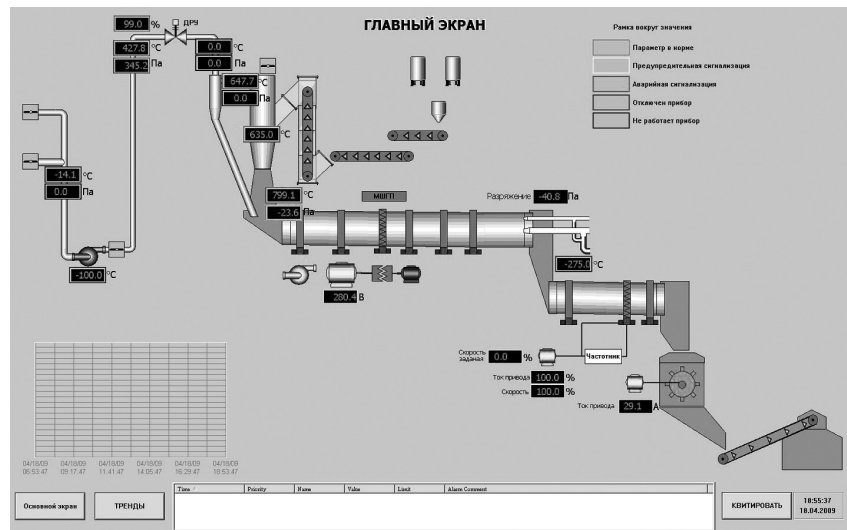 ГЛАВНЫЙ ЭКРАН
99.0 %
ДРУ
427.8 °C
345.2 Па
0.0 °C
0.0 Па
647.7 °C
0.0 Па
635.0 °C
-14.1 °C
0.0 Па
-100.0 °C
799.1 °C
-23.6 Па
МШГП
Разряжение -40.8 Па
-275.0 °C
280.4 В
Рамка вокруг значения
Параметр в норме
Предупредительная сигнализация
Аварийная сигнализация
Отключен прибор
Не работает прибор
Скорость заданая 0.0 %
Частотник
Ток привода 100.0 %
Скорость 100.0 %
Ток привода 29.1 А
04/18/09 04/18/09 04/18/09 04/18/09 04/18/09
06:53:47 09:17:47 11:41:47 14:05:47 16:29:47 18:53:47
Time Priority Name Value Limit Alarm Comment
Основной экран
ТРЕНДЫ
КВИТИРОВАТЬ
18:55:37
18.04.2009